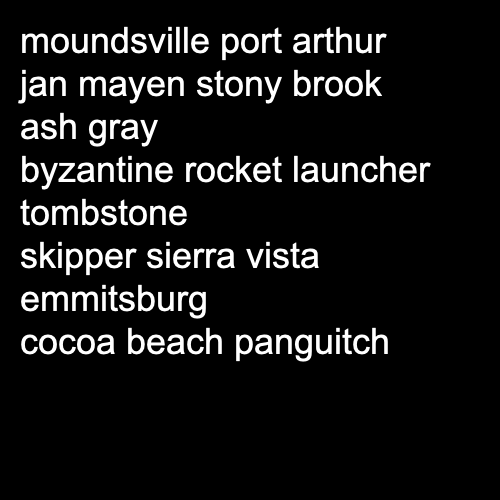 moundsville port arthur
jan mayen stony brook
ash gray
byzantine rocket launcher
tombstone
skipper sierra vista
emmitsburg
cocoa beach panguitch